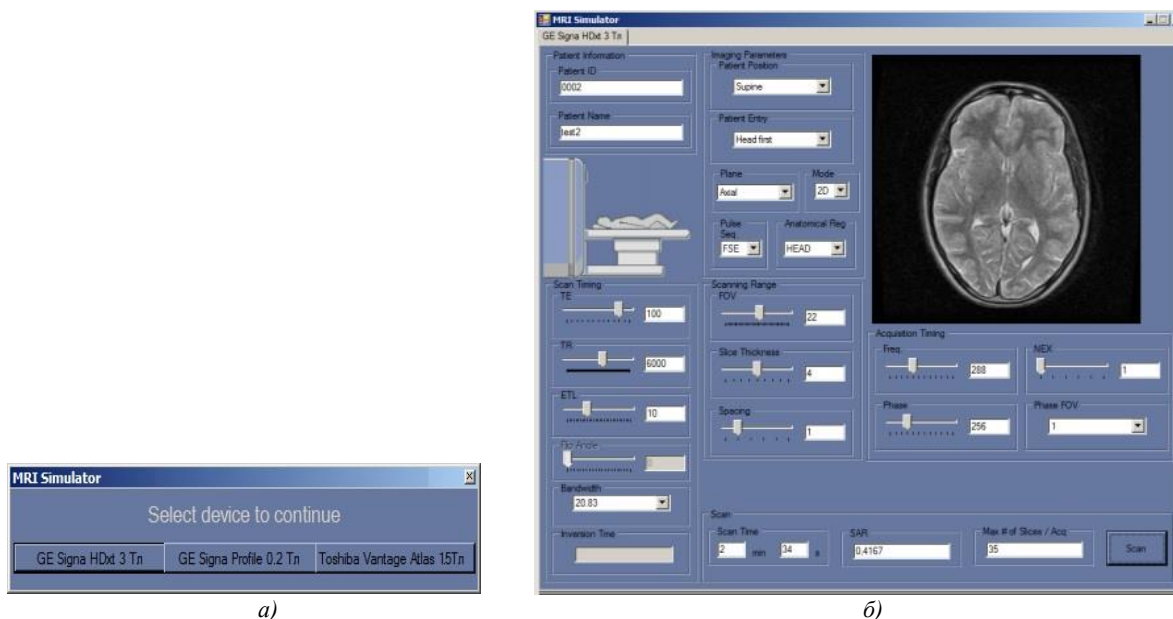 MRI Simulator
Select device to continue
GE Signa HDxt 3 Тл
GE Signa Profile 0.2 Тл
Toshiba Vantage Atlas 1.5Тл
а)
MRI Simulator
GE Signa HDxt 3 Тл
Patient Information
Patient ID
0002
Patient Name
test2
Imaging Parameters
Patient Position
Supine
Patient Entry
Head first
Plane
Axial
Mode
2D
Pulse
Seq.
FSE
Anatomical Reg
HEAD
Scan Timing
TE
100
TR
6000
ETL
10
Flip Angle
Bandwidth
20.83
Inversion Time
Scanning Range
FOV
22
Slice Thickness
4
Spacing
1
Acquisition Timing
Freq.
288
NEX
1
Phase
256
Phase FOV
1
Scan
Scan Time
2 min 34 s
SAR
0,4167
Max # of Slices / Acq
35
Scan
б)